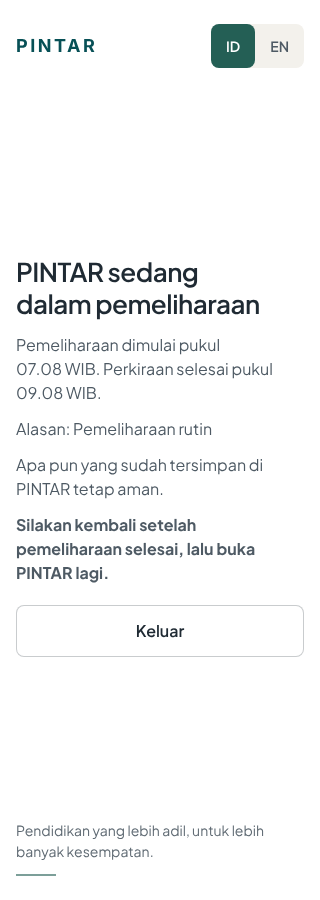 PINTAR
ID
EN
PINTAR sedang
dalam pemeliharaan
Pemeliharaan dimulai pukul
07.08 WIB. Perkiraan selesai pukul
09.08 WIB.
Alasan: Pemeliharaan rutin
Apa pun yang sudah tersimpan di
PINTAR tetap aman.
Silakan kembali setelah
pemeliharaan selesai, lalu buka
PINTAR lagi.
Keluar
Pendidikan yang lebih adil, untuk lebih
banyak kesempatan.